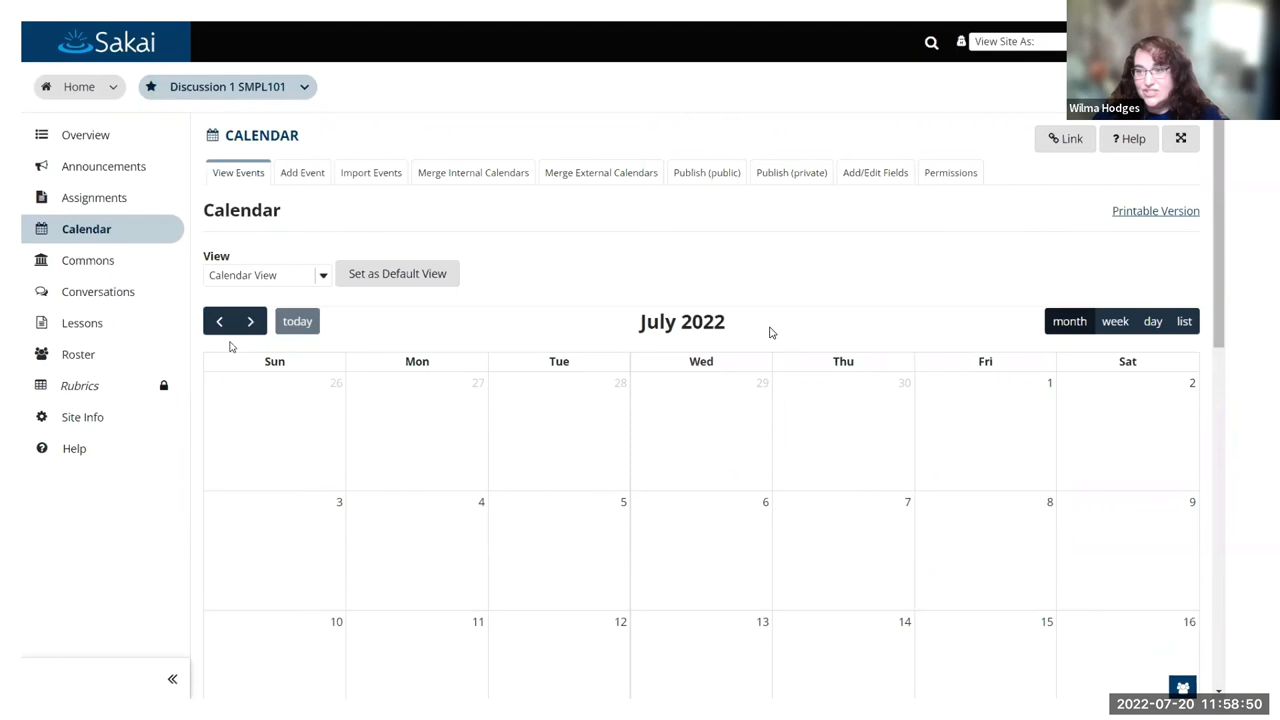 Sakai
View Site As:
Wilma Hodges
Home
Discussion 1 SMPL101
Overview
Announcements
Assignments
Calendar
Commons
Conversations
Lessons
Roster
Rubrics
Site Info
Help
CALENDAR
Link
? Help
View Events
Add Event
Import Events
Merge Internal Calendars
Merge External Calendars
Publish (public)
Publish (private)
Add/Edit Fields
Permissions
Calendar
Printable Version
View
Calendar View
Set as Default View
today
July 2022
month week day list
Sun Mon Tue Wed Thu Fri Sat
26 27 28 29 30 1 2
3 4 5 6 7 8 9
10 11 12 13 14 15 16
2022-07-20 11:58:50